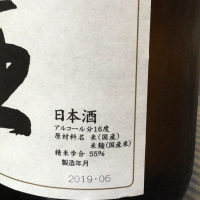 日本酒
アルコール分16度
原材料名 米(国産)
米麹(国産米)
精米歩合 55%
製造年月
2019・06